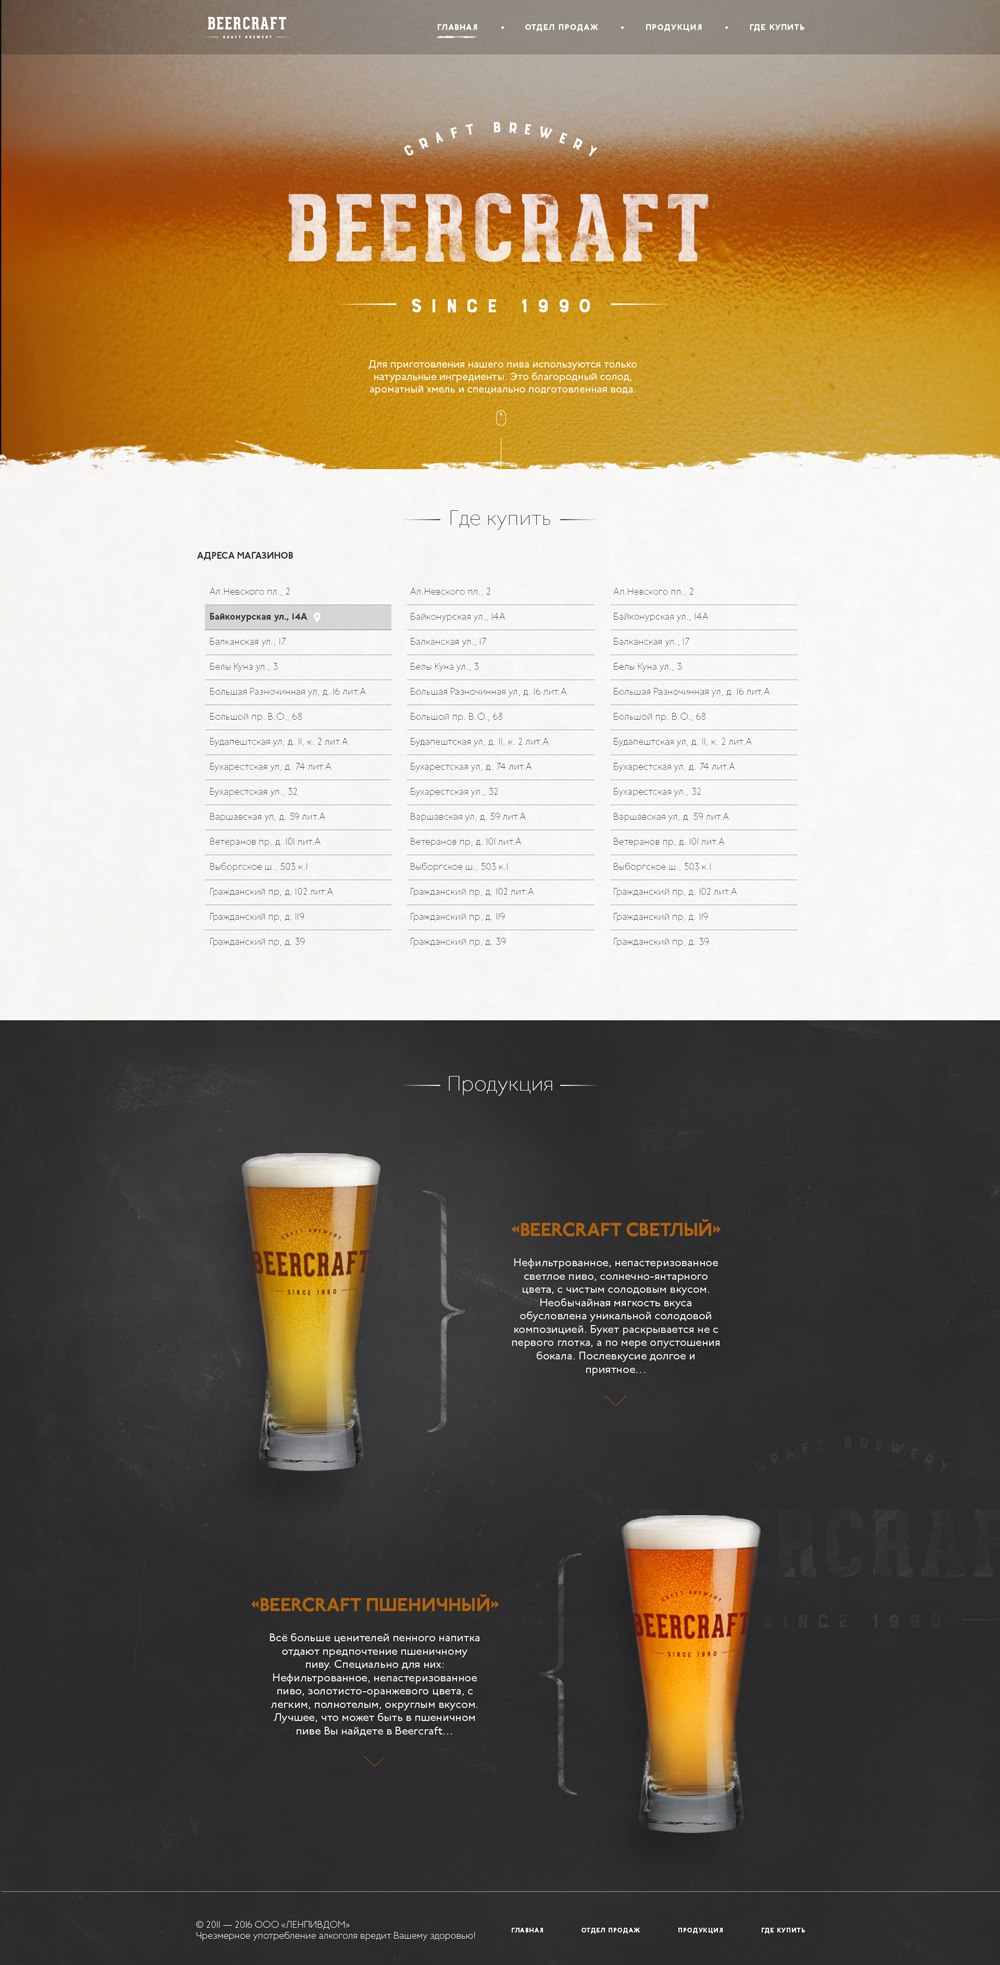 BEERCRAFT
CRAFT BREWERY
ГЛАВНАЯ • ОТДЕЛ ПРОДАЖ • ПРОДУКЦИЯ • ГДЕ КУПИТЬ
CRAFT BREWERY
BEERCRAFT
SINCE 1990
Для приготовления нашего пива используются только
натуральные ингредиенты. Это благородный солод,
ароматный хмель и специально подготовленная вода.
Где купить
АДРЕСА МАГАЗИНОВ
Ал.Невского пл., 2
Байконурская ул., 14А
Балканская ул., 17
Белы Куна ул., 3
Большая Разночинная ул, д. 16 лит.А
Большой пр. В.О., 68
Будапештская ул, д. 11, к. 2 лит.А
Бухарестская ул, д. 74 лит.А
Бухарестская ул., 32
Варшавская ул, д. 59 лит.А
Ветеранов пр, д. 101 лит.А
Выборгское ш., 503 к.1
Гражданский пр, д. 102 лит.А
Гражданский пр, д. 119
Гражданский пр, д. 39
Ал.Невского пл., 2
Байконурская ул., 14А
Балканская ул., 17
Белы Куна ул., 3
Большая Разночинная ул, д. 16 лит.А
Большой пр. В.О., 68
Будапештская ул, д. 11, к. 2 лит.А
Бухарестская ул, д. 74 лит.А
Бухарестская ул., 32
Варшавская ул, д. 59 лит.А
Ветеранов пр, д. 101 лит.А
Выборгское ш., 503 к.1
Гражданский пр, д. 102 лит.А
Гражданский пр, д. 119
Гражданский пр, д. 39
Ал.Невского пл., 2
Байконурская ул., 14А
Балканская ул., 17
Белы Куна ул., 3
Большая Разночинная ул, д. 16 лит.А
Большой пр. В.О., 68
Будапештская ул, д. 11, к. 2 лит.А
Бухарестская ул, д. 74 лит.А
Бухарестская ул., 32
Варшавская ул, д. 59 лит.А
Ветеранов пр, д. 101 лит.А
Выборгское ш., 503 к.1
Гражданский пр, д. 102 лит.А
Гражданский пр, д. 119
Гражданский пр, д. 39
Продукция
CRAFT BREWERY
BEERCRAFT
SINCE 1990
«BEERCRAFT СВЕТЛЫЙ»
Нефильтрованное, непастеризованное
светлое пиво, солнечно-янтарного
цвета, с чистым солодовым вкусом.
Необычайная мягкость вкуса
обусловлена уникальной солодовой
композицией. Букет раскрывается не с
первого глотка, а по мере опустошения
бокала. Послевкусие долгое и
приятное...
CRAFT BREWERY
RCRAF
SINCE 1990
«BEERCRAFT ПШЕНИЧНЫЙ»
Всё больше ценителей пенного напитка
отдают предпочтение пшеничному
пиву. Специально для них:
Нефильтрованное, непастеризованное
пиво, золотисто-оранжевого цвета, с
легким, полнотелым, округлым вкусом.
Лучшее, что может быть в пшеничном
пиве Вы найдете в Beercraft...
CRAFT BREWERY
BEERCRAFT
SINCE 1990
© 2011 — 2016 ООО «ЛЕНПИВДОМ»
Чрезмерное употребление алкоголя вредит Вашему здоровью!
ГЛАВНАЯ ОТДЕЛ ПРОДАЖ ПРОДУКЦИЯ ГДЕ КУПИТЬ